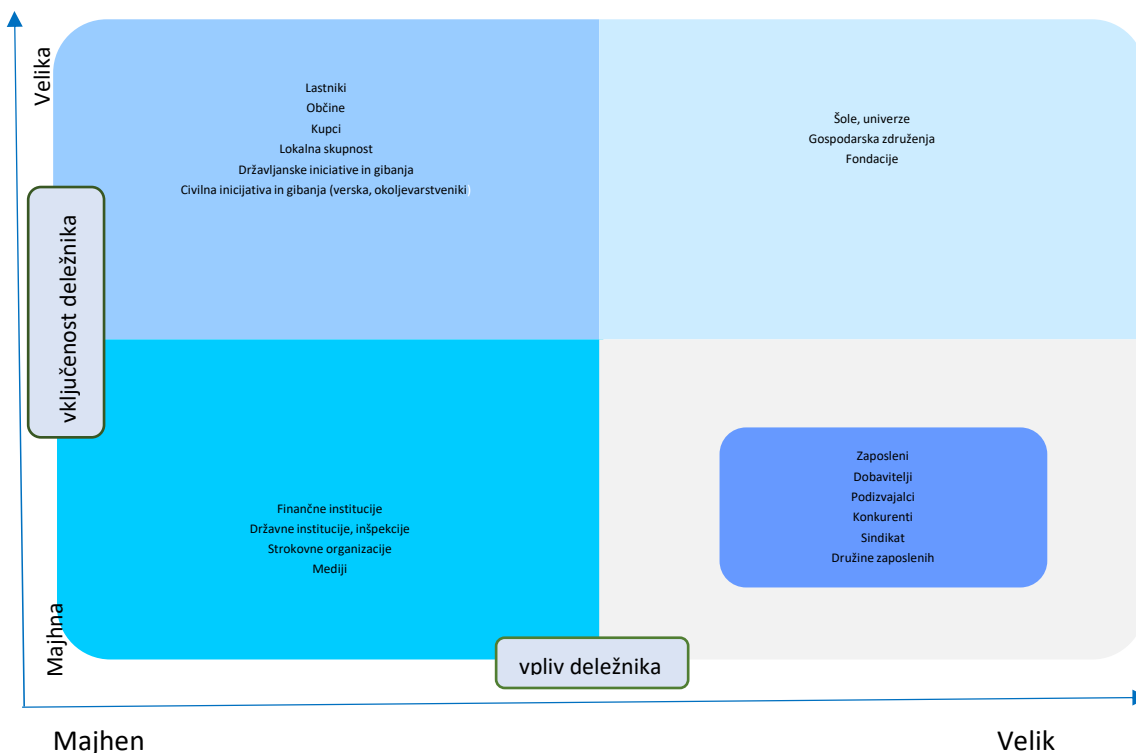 Velika
Lastniki
Občine
Kupci
Lokalna skupnost
Državljanske iniciative in gibanja
Civilna inicijativa in gibanja (verska, okoljevarstveniki)
Šole, univerze
Gospodarska združenja
Fondacije
vključenost deležnika
Finančne institucije
Državne institucije, inšpekcije
Strokovne organizacije
Mediji
Zaposleni
Dobavitelji
Podizvajalci
Konkurenti
Sindikat
Družine zaposlenih
Majhna
vpliv deležnika
Majhen
Velik